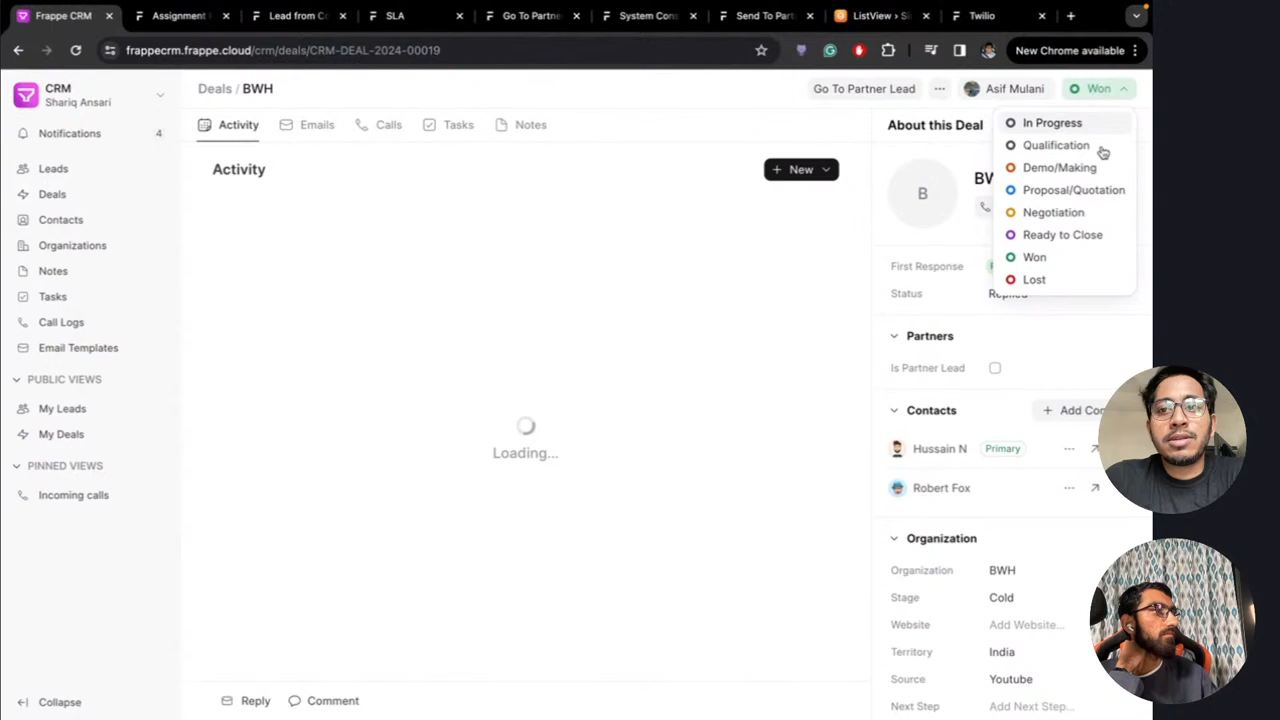 Frappe CRM
Assignment
Lead from Co
SLA
Go To Partne
System Cons
Send To Part
ListView › Si
Twilio
frappecrm.frappe.cloud/crm/deals/CRM-DEAL-2024-00019
New Chrome available
CRM
Shariq Ansari
Notifications
4
Leads
Deals
Contacts
Organizations
Notes
Tasks
Call Logs
Email Templates
PUBLIC VIEWS
My Leads
My Deals
PINNED VIEWS
Incoming calls
Collapse
Deals / BWH
Go To Partner Lead
Asif Mulani
Won
Activity
Emails
Calls
Tasks
Notes
Activity
+ New
Loading...
Reply
Comment
About this Deal
In Progress
Qualification
Demo/Making
Proposal/Quotation
Negotiation
Ready to Close
Won
Lost
B
BW
First Response
Status
Replied
Partners
Is Partner Lead
Contacts
+ Add Con
Hussain N
Primary
Robert Fox
Organization
Organization
BWH
Stage
Cold
Website
Add Website...
Territory
India
Source
Youtube
Next Step
Add Next Step...